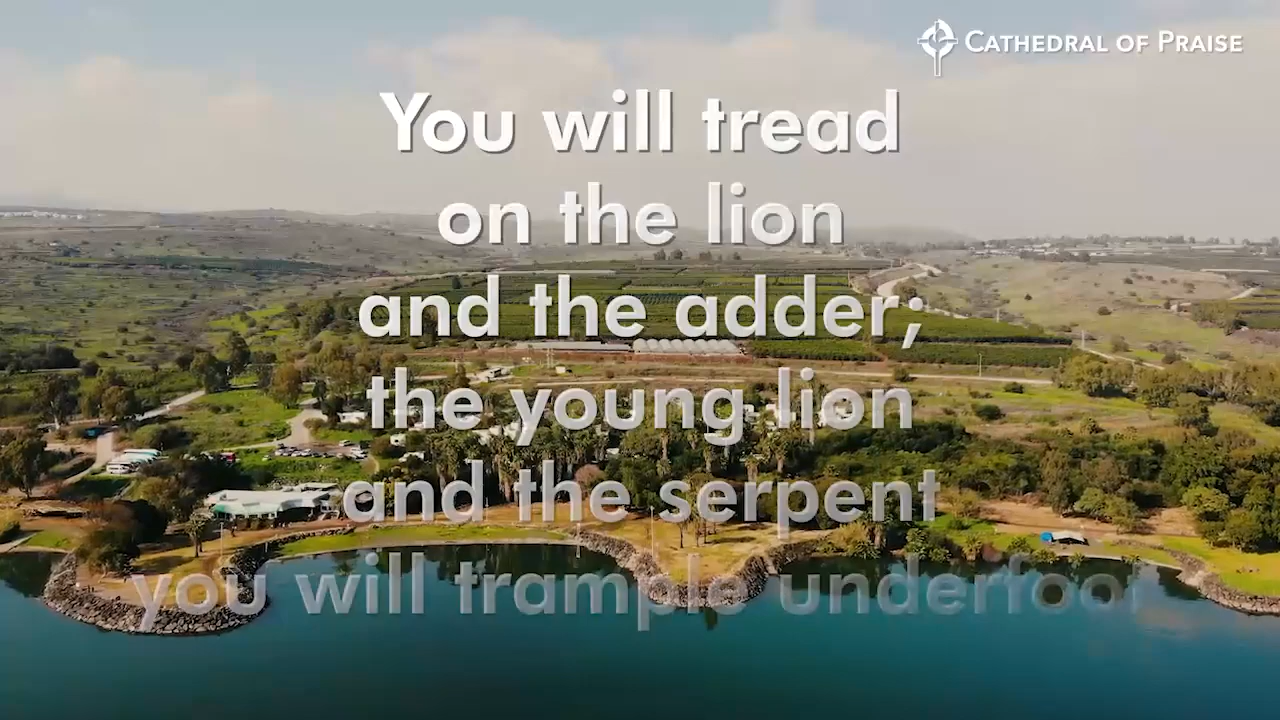 CATHEDRAL OF PRAISE
You will tread
on the lion
and the adder;
the young lion
and the serpent
you will trample underfoo